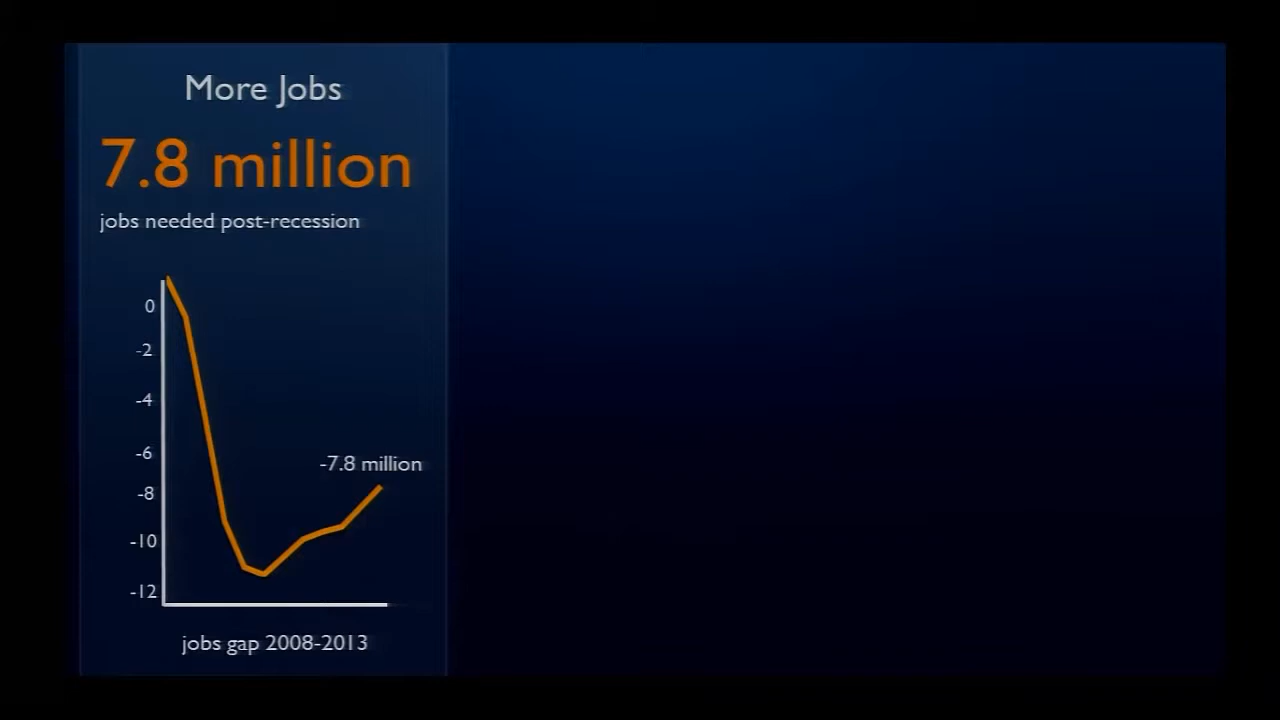 More Jobs
7.8 million
jobs needed post-recession
0
-2
-4
-6
-7.8 million
-8
-10
-12
jobs gap 2008-2013